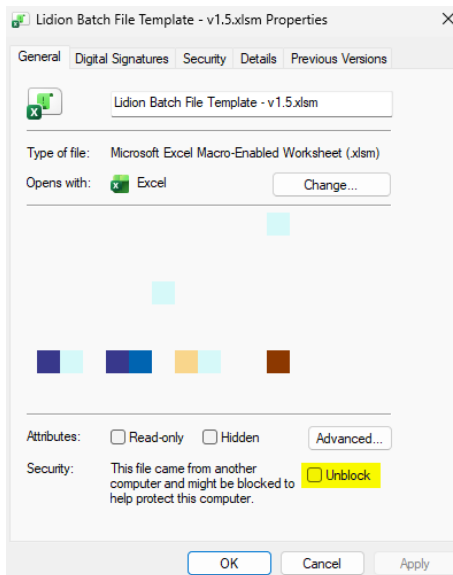 Lidion Batch File Template - v1.5.xlsm Properties
General Digital Signatures Security Details Previous Versions
Lidion Batch File Template - v1.5.xlsm
Type of file: Microsoft Excel Macro-Enabled Worksheet (.xlsm)
Opens with: Excel Change...
Attributes: Read-only Hidden Advanced...
Security: This file came from another
computer and might be blocked to
help protect this computer.
Unblock
OK Cancel Apply